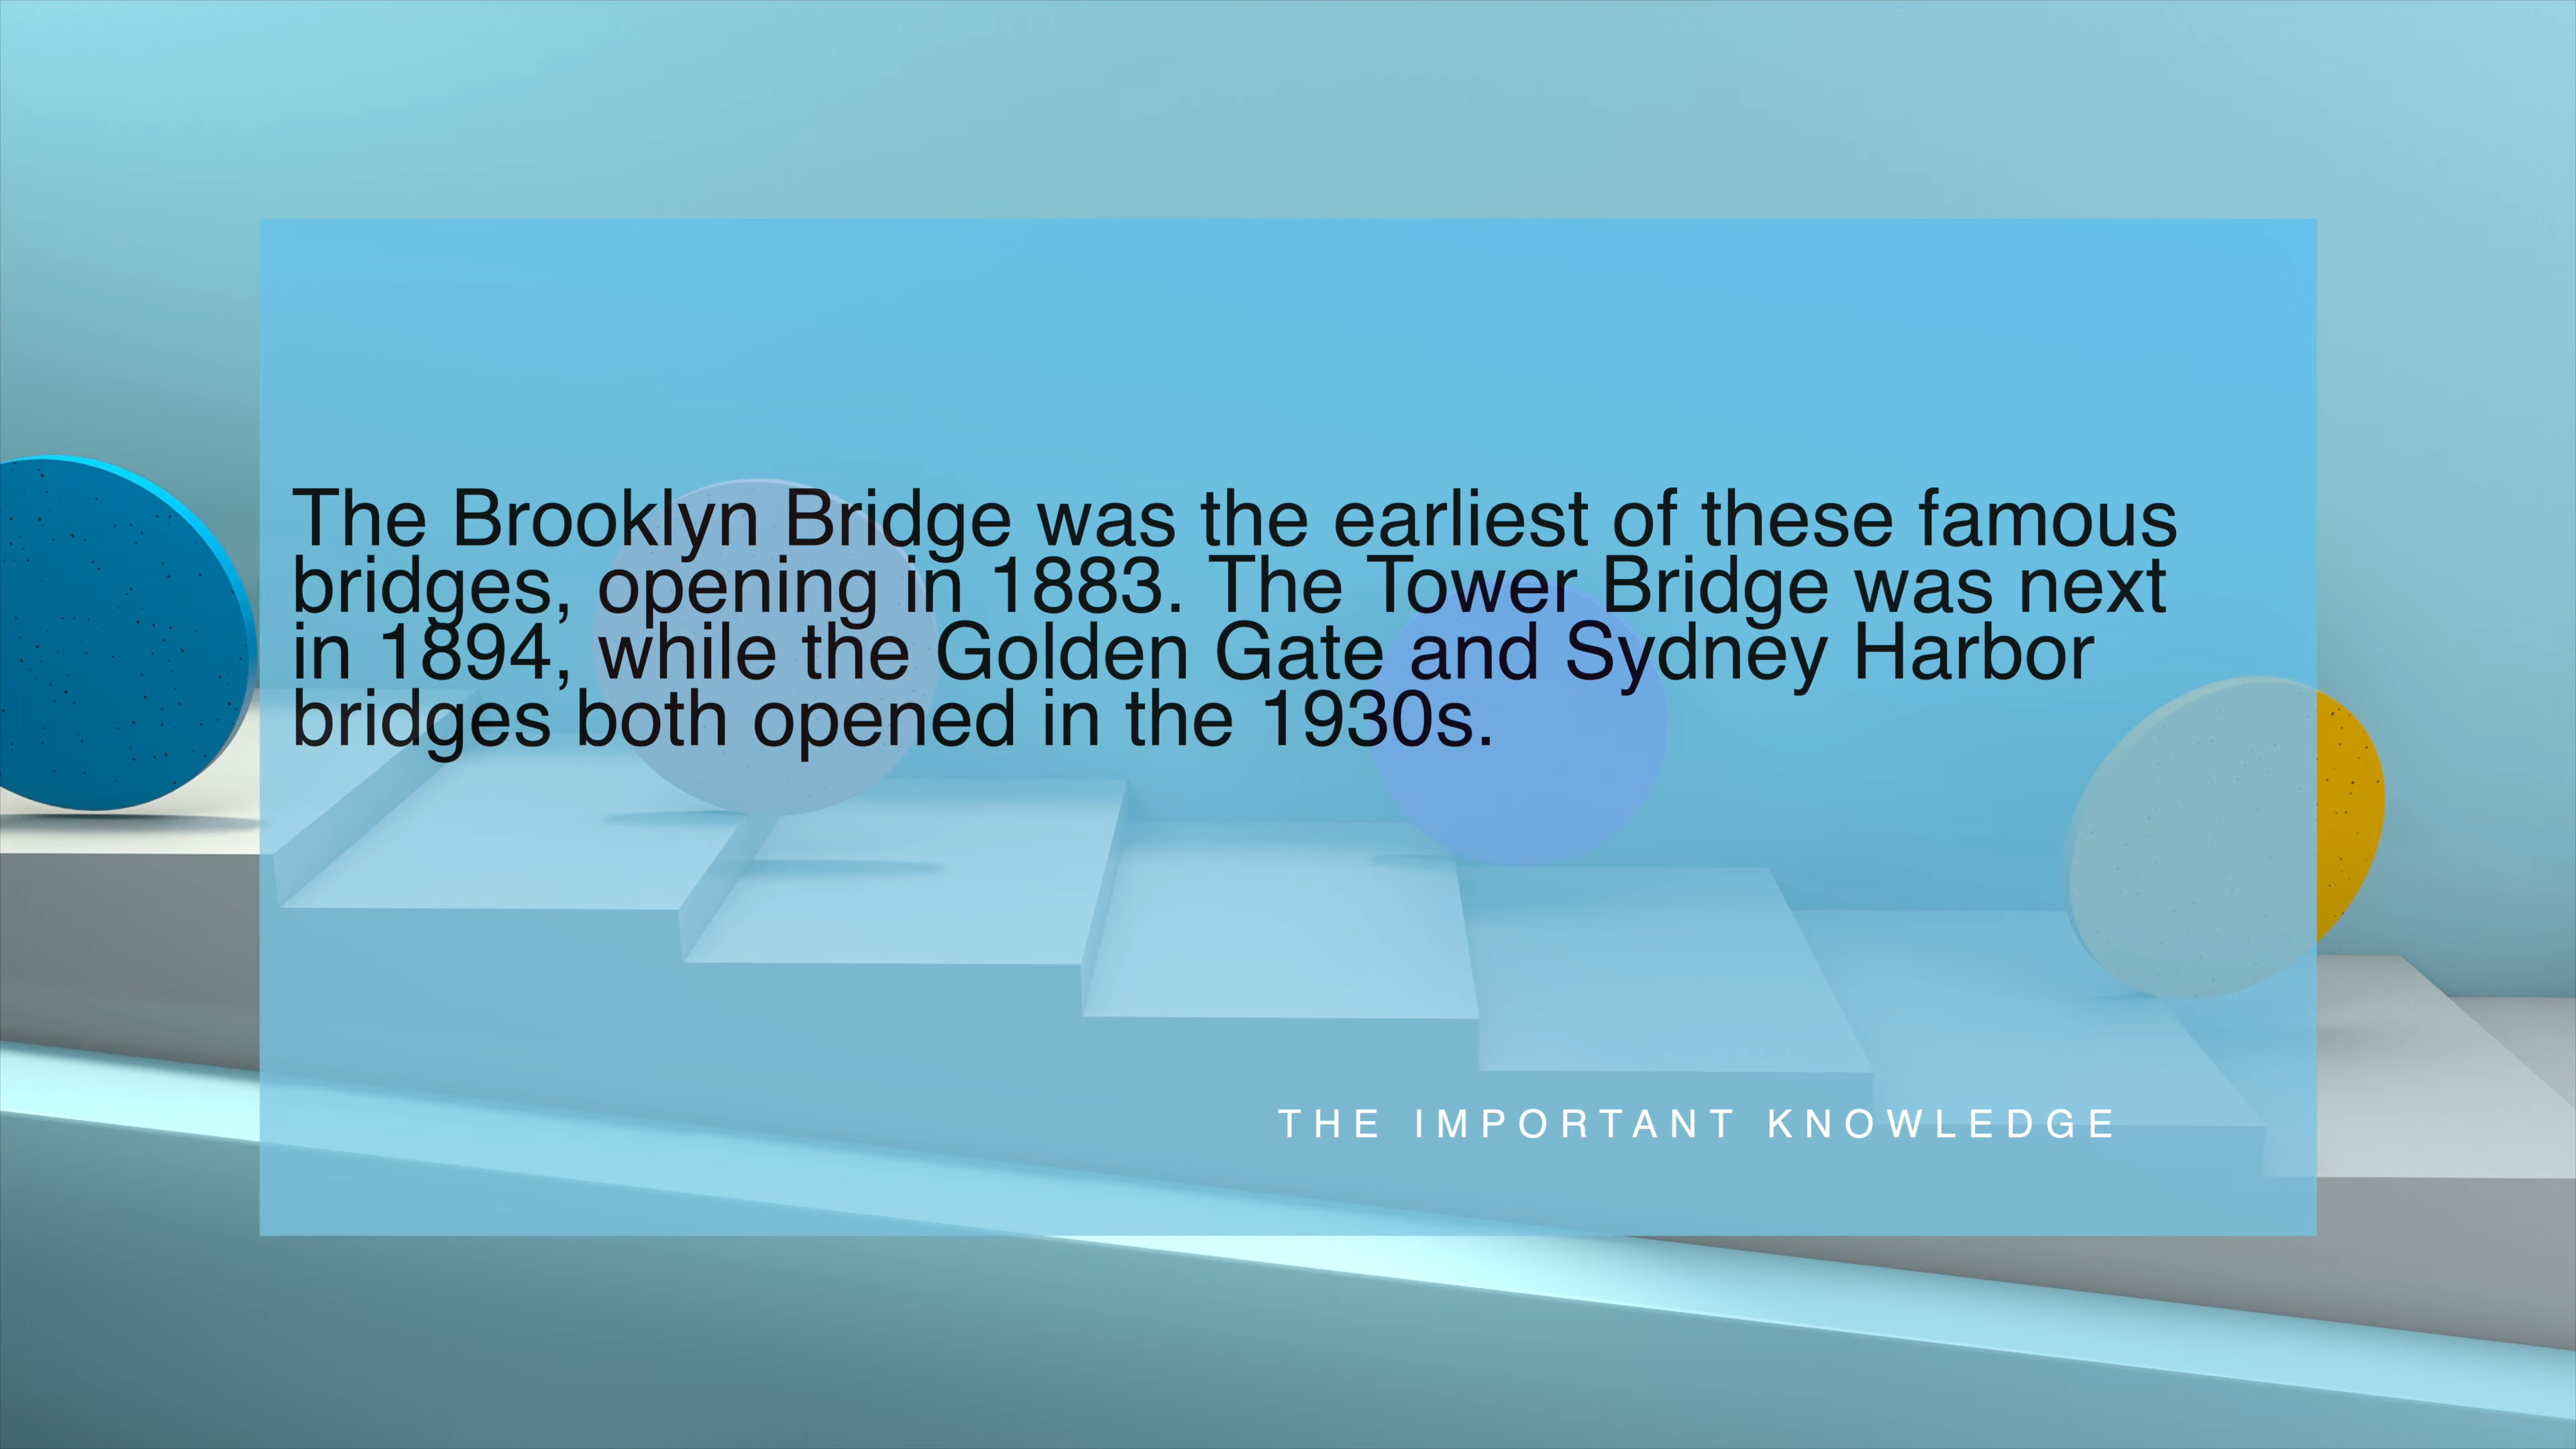 The Brooklyn Bridge was the earliest of these famous
bridges, opening in 1883. The Tower Bridge was next
in 1894, while the Golden Gate and Sydney Harbor
bridges both opened in the 1930s.
THE IMPORTANT KNOWLEDGE